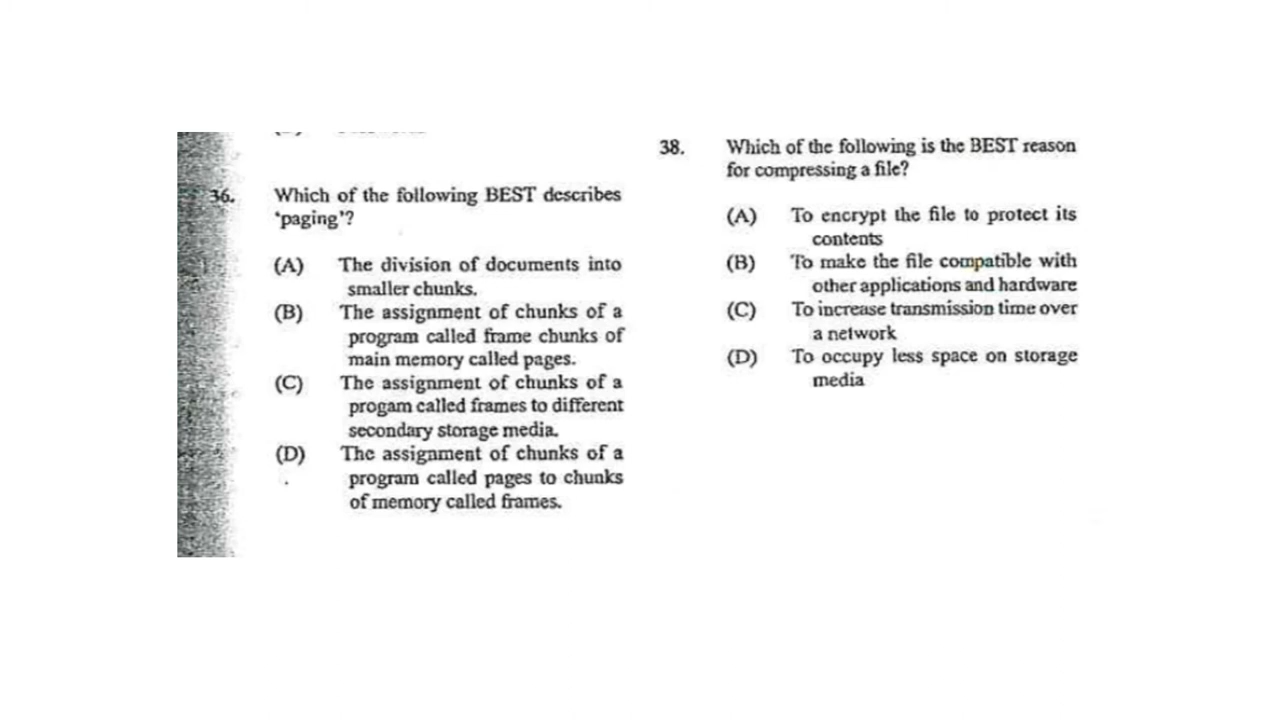 36. Which of the following BEST describes
'paging'?
(A) The division of documents into
smaller chunks.
(B) The assignment of chunks of a
program called frame chunks of
main memory called pages.
(C) The assignment of chunks of a
progam called frames to different
secondary storage media.
(D) The assignment of chunks of a
program called pages to chunks
of memory called frames.
38. Which of the following is the BEST reason
for compressing a file?
(A) To encrypt the file to protect its
contents
(B) To make the file compatible with
other applications and hardware
(C) To increase transmission time over
a network
(D) To occupy less space on storage
media